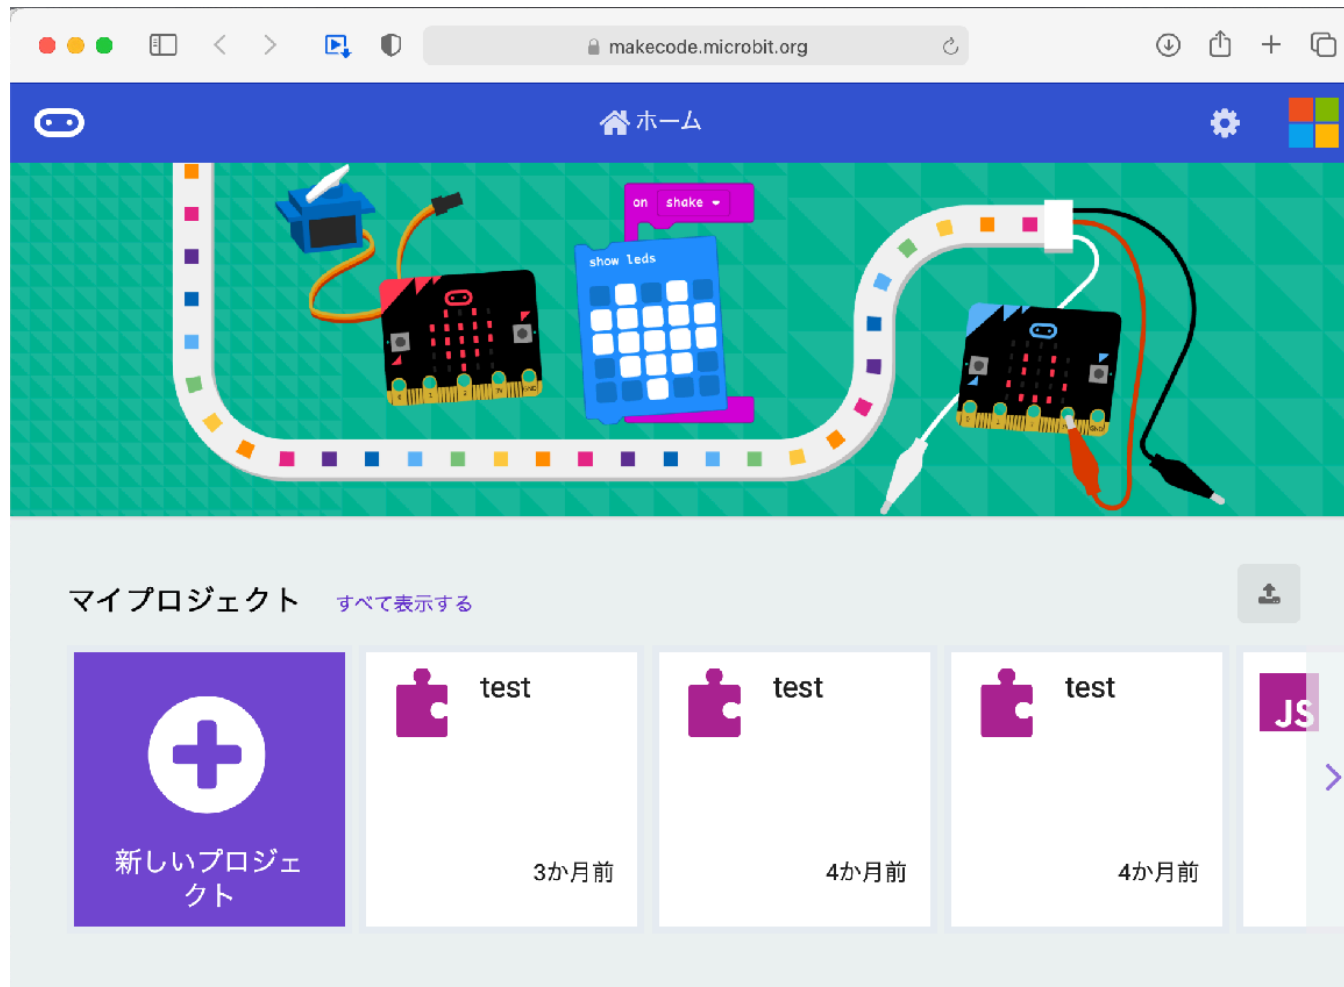 makecode.microbit.org
ホーム
on shake
show leds
マイプロジェクト すべて表示する
test
test
test
JS
3か月前
4か月前
4か月前
新しいプロジェ
クト